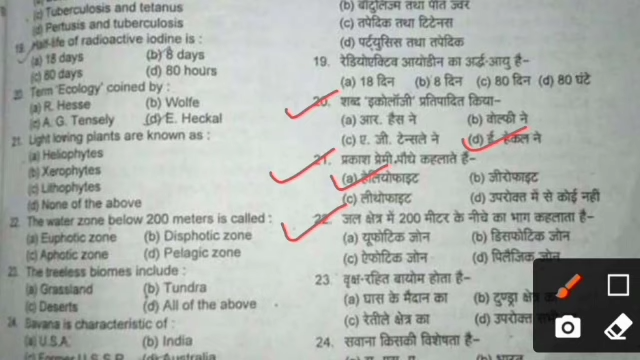 (c) Tuberculosis and tetanus
(d) Pertusis and tuberculosis
19. Half-life of radioactive iodine is :
(a) 18 days (b) 8 days
(c) 80 days (d) 80 hours
20. Term 'Ecology' coined by :
(a) R. Hesse (b) Wolfe
(c) A. G. Tensely (d) E. Heckal
21. Light loving plants are known as :
(a) Heliophytes
(b) Xerophytes
(c) Lithophytes
(d) None of the above
22. The water zone below 200 meters is called :
(a) Euphotic zone (b) Disphotic zone
(c) Aphotic zone (d) Pelagic zone
23. The treeless biomes include :
(a) Grassland (b) Tundra
(c) Deserts (d) All of the above
24. Savana is characteristic of :
(a) U.S.A. (b) India
(c) Former U.S.S.R. (d) Australia
(b) बोटुलिज्म तथा पीत ज्वर
(c) तपेदिक तथा टिटेनस
(d) पर्ट्यूसिस तथा तपेदिक
19. रेडियोएक्टिव आयोडीन का अर्द्ध-आयु है–
(a) 18 दिन (b) 8 दिन (c) 80 दिन (d) 80 घंटे
20. शब्द 'इकोलॉजी' प्रतिपादित किया–
(a) आर. हैस ने (b) वोल्फी ने
(c) ए. जी. टेन्सले ने (d) ई. हैकल ने
21. प्रकाश प्रेमी पौधे कहलाते हैं–
(a) हेलियोफाइट (b) जीरोफाइट
(c) लीथोफाइट (d) उपरोक्त में से कोई नहीं
22. जल क्षेत्र में 200 मीटर के नीचे का भाग कहलाता है–
(a) यूफोटिक जोन (b) डिसफोटिक जोन
(c) ऐफोटिक जोन (d) पिलैजिक जोन
23. वृक्ष-रहित बायोम होता है–
(a) घास के मैदान का (b) टुण्ड्रा क्षेत्र
(c) रेतीले क्षेत्र का (d) उपरोक्त
24. सवाना किसकी विशेषता है–